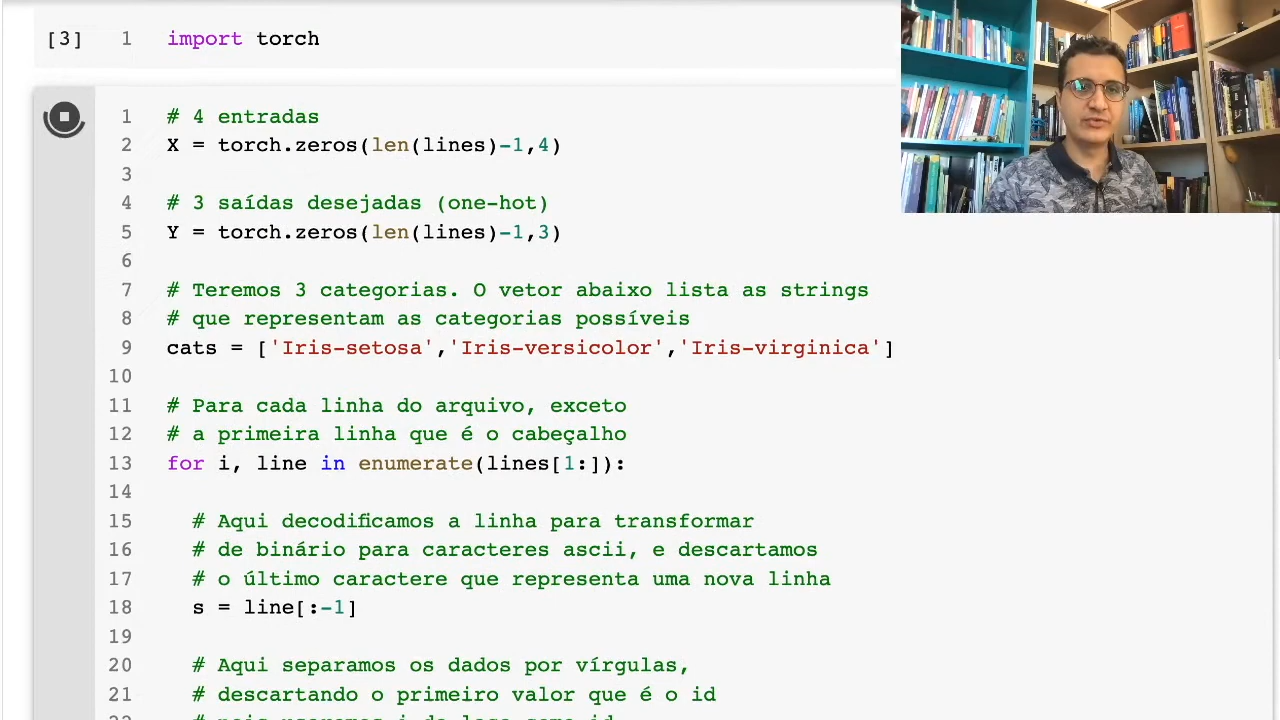 [3] 1 import torch
1 # 4 entradas
2 X = torch.zeros(len(lines)-1,4)
3
4 # 3 saídas desejadas (one-hot)
5 Y = torch.zeros(len(lines)-1,3)
6
7 # Teremos 3 categorias. O vetor abaixo lista as strings
8 # que representam as categorias possíveis
9 cats = ['Iris-setosa','Iris-versicolor','Iris-virginica']
10
11 # Para cada linha do arquivo, exceto
12 # a primeira linha que é o cabeçalho
13 for i, line in enumerate(lines[1:]):
14
15 # Aqui decodificamos a linha para transformar
16 # de binário para caracteres ascii, e descartamos
17 # o último caractere que representa uma nova linha
18 s = line[:-1]
19
20 # Aqui separamos os dados por vírgulas,
21 # descartando o primeiro valor que é o id